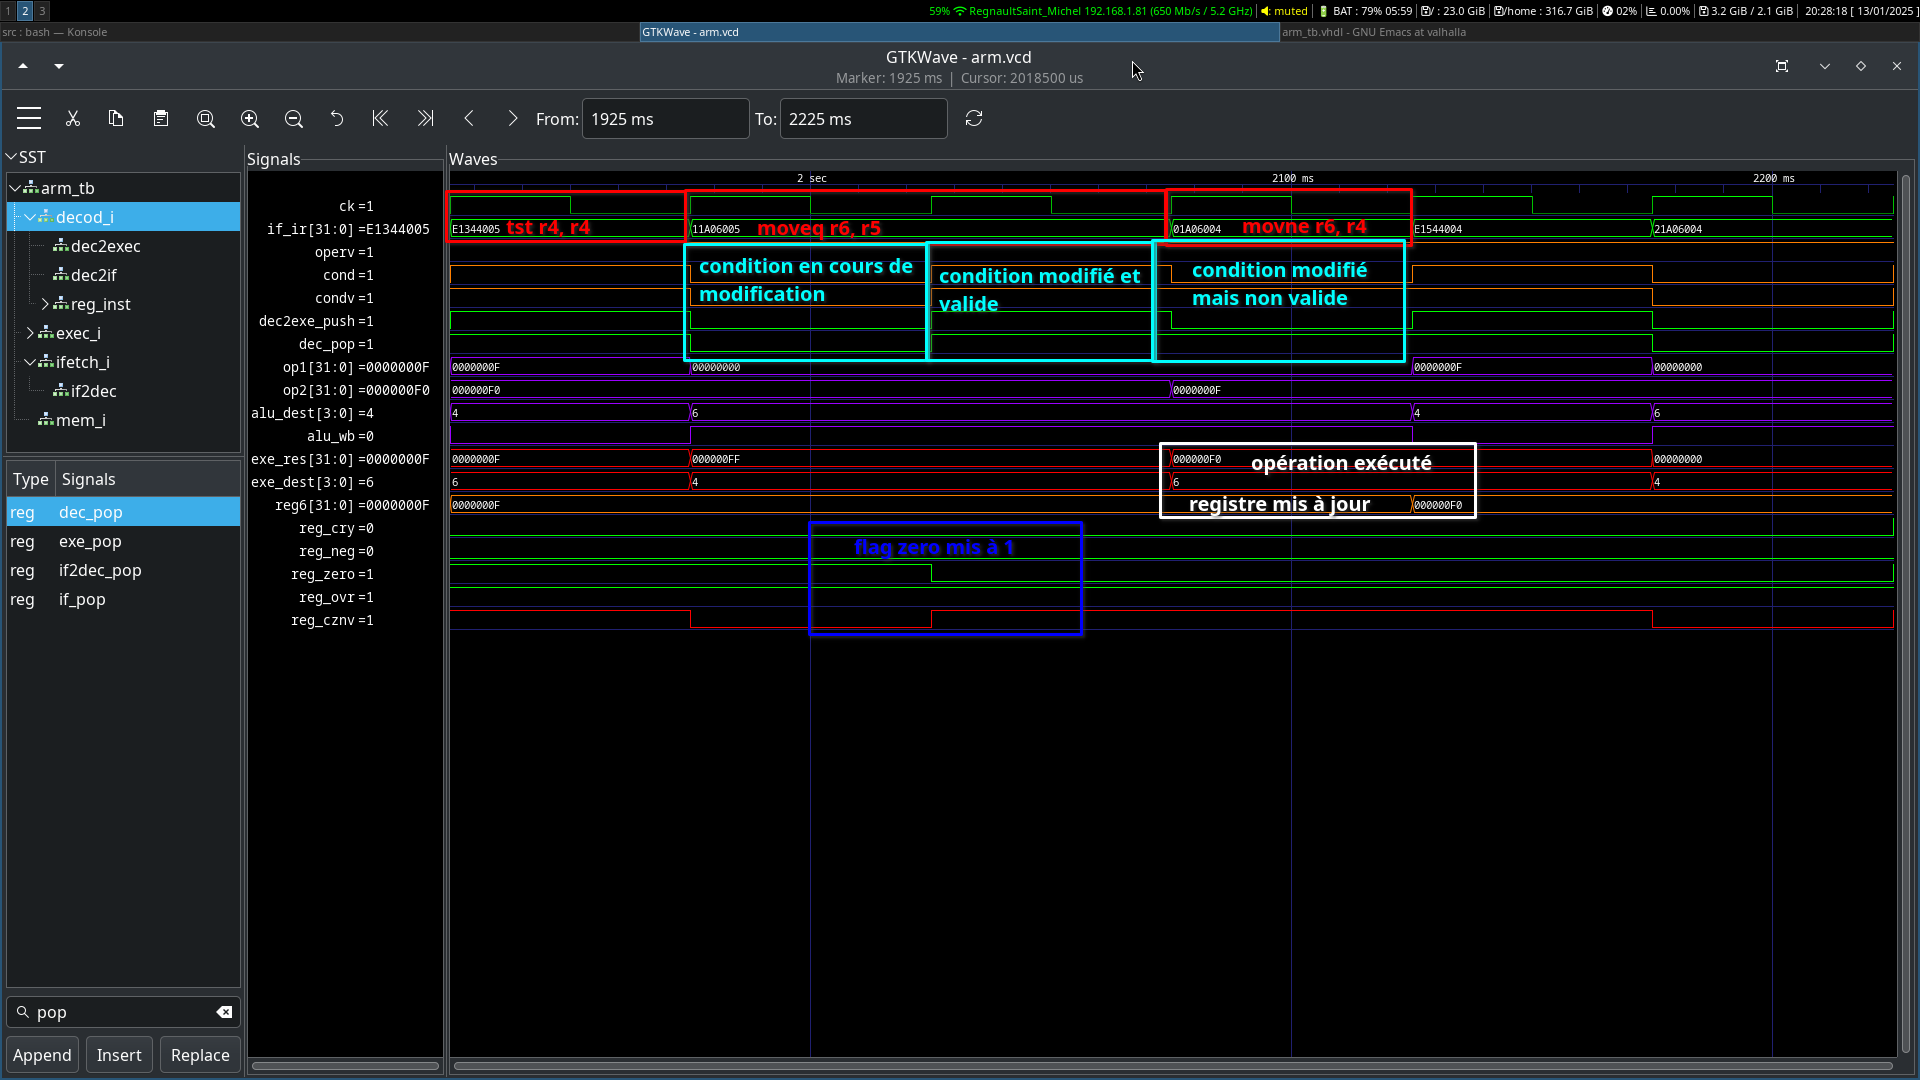 1 2 3
59% RegnaultSaint_Michel 192.168.1.81 (650 Mb/s / 5.2 GHz) muted BAT : 79% 05:59 / : 23.0 GiB /home : 316.7 GiB 02% 0.00% 3.2 GiB / 2.1 GiB 20:28:18 [ 13/01/2025 ]
src : bash — Konsole
GTKWave - arm.vcd
arm_tb.vhdl - GNU Emacs at valhalla
GTKWave - arm.vcd
Marker: 1925 ms | Cursor: 2018500 us
From: 1925 ms To: 2225 ms
SST
arm_tb
decod_i
dec2exec
dec2if
reg_inst
exec_i
ifetch_i
if2dec
mem_i
Type Signals
reg dec_pop
reg exe_pop
reg if2dec_pop
reg if_pop
pop
Append Insert Replace
Signals
ck =1
if_ir[31:0] =E1344005
operv =1
cond =1
condv =1
dec2exe_push =1
dec_pop =1
op1[31:0] =0000000F
op2[31:0] =000000F0
alu_dest[3:0] =4
alu_wb =0
exe_res[31:0] =0000000F
exe_dest[3:0] =6
reg6[31:0] =0000000F
reg_cry =0
reg_neg =0
reg_zero =1
reg_ovr =1
reg_cznv =1
Waves
2 sec 2100 ms 2200 ms
E1344005 tst r4, r4 11A06005 moveq r6, r5 01A06004 movne r6, r4 E1544004 21A06004
condition en cours de
modification
condition modifié et
valide
condition modifié
mais non valide
0000000F 00000000 0000000F 00000000
000000F0 0000000F
4 6 4 6
0000000F 000000FF 000000F0 opération exécuté 00000000
6 4 6 4
0000000F registre mis à jour 000000F0
flag zero mis à 1